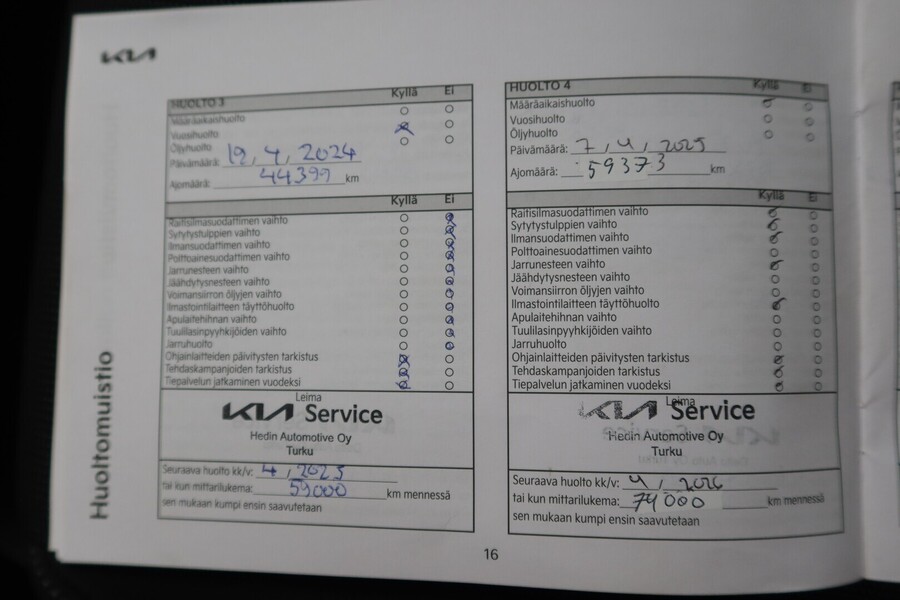 KIA
Huoltomuistio
HUOLTO 3 Kyllä Ei
Määräaikaishuolto
Vuosihuolto
Öljyhuolto
Päivämäärä: 19, 4, 2024
Ajomäärä: 44399 km
Kyllä Ei
Raitisilmasuodattimen vaihto
Sytytystulppien vaihto
Ilmansuodattimen vaihto
Polttoainesuodattimen vaihto
Jarrunesteen vaihto
Jäähdytysnesteen vaihto
Voimansiirron öljyjen vaihto
Ilmastointilaitteen täyttöhuolto
Apulaitehihnan vaihto
Tuulilasinpyyhkijöiden vaihto
Jarruhuolto
Ohjainlaitteiden päivitysten tarkistus
Tehdaskampanjoiden tarkistus
Tiepalvelun jatkaminen vuodeksi
Leima
KIA Service
Hedin Automotive Oy
Turku
Seuraava huolto kk/v: 4, 2025
tai kun mittarilukema: 59000 km mennessä
sen mukaan kumpi ensin saavutetaan
HUOLTO 4 Kyllä Ei
Määräaikaishuolto
Vuosihuolto
Öljyhuolto
Päivämäärä: 7, 4, 2025
Ajomäärä: 59373 km
Kyllä Ei
Raitisilmasuodattimen vaihto
Sytytystulppien vaihto
Ilmansuodattimen vaihto
Polttoainesuodattimen vaihto
Jarrunesteen vaihto
Jäähdytysnesteen vaihto
Voimansiirron öljyjen vaihto
Ilmastointilaitteen täyttöhuolto
Apulaitehihnan vaihto
Tuulilasinpyyhkijöiden vaihto
Jarruhuolto
Ohjainlaitteiden päivitysten tarkistus
Tehdaskampanjoiden tarkistus
Tiepalvelun jatkaminen vuodeksi
Leima
KIA Service
Hedin Automotive Oy
Turku
Seuraava huolto kk/v: 4, 2026
tai kun mittarilukema: 74000 km mennessä
sen mukaan kumpi ensin saavutetaan
16